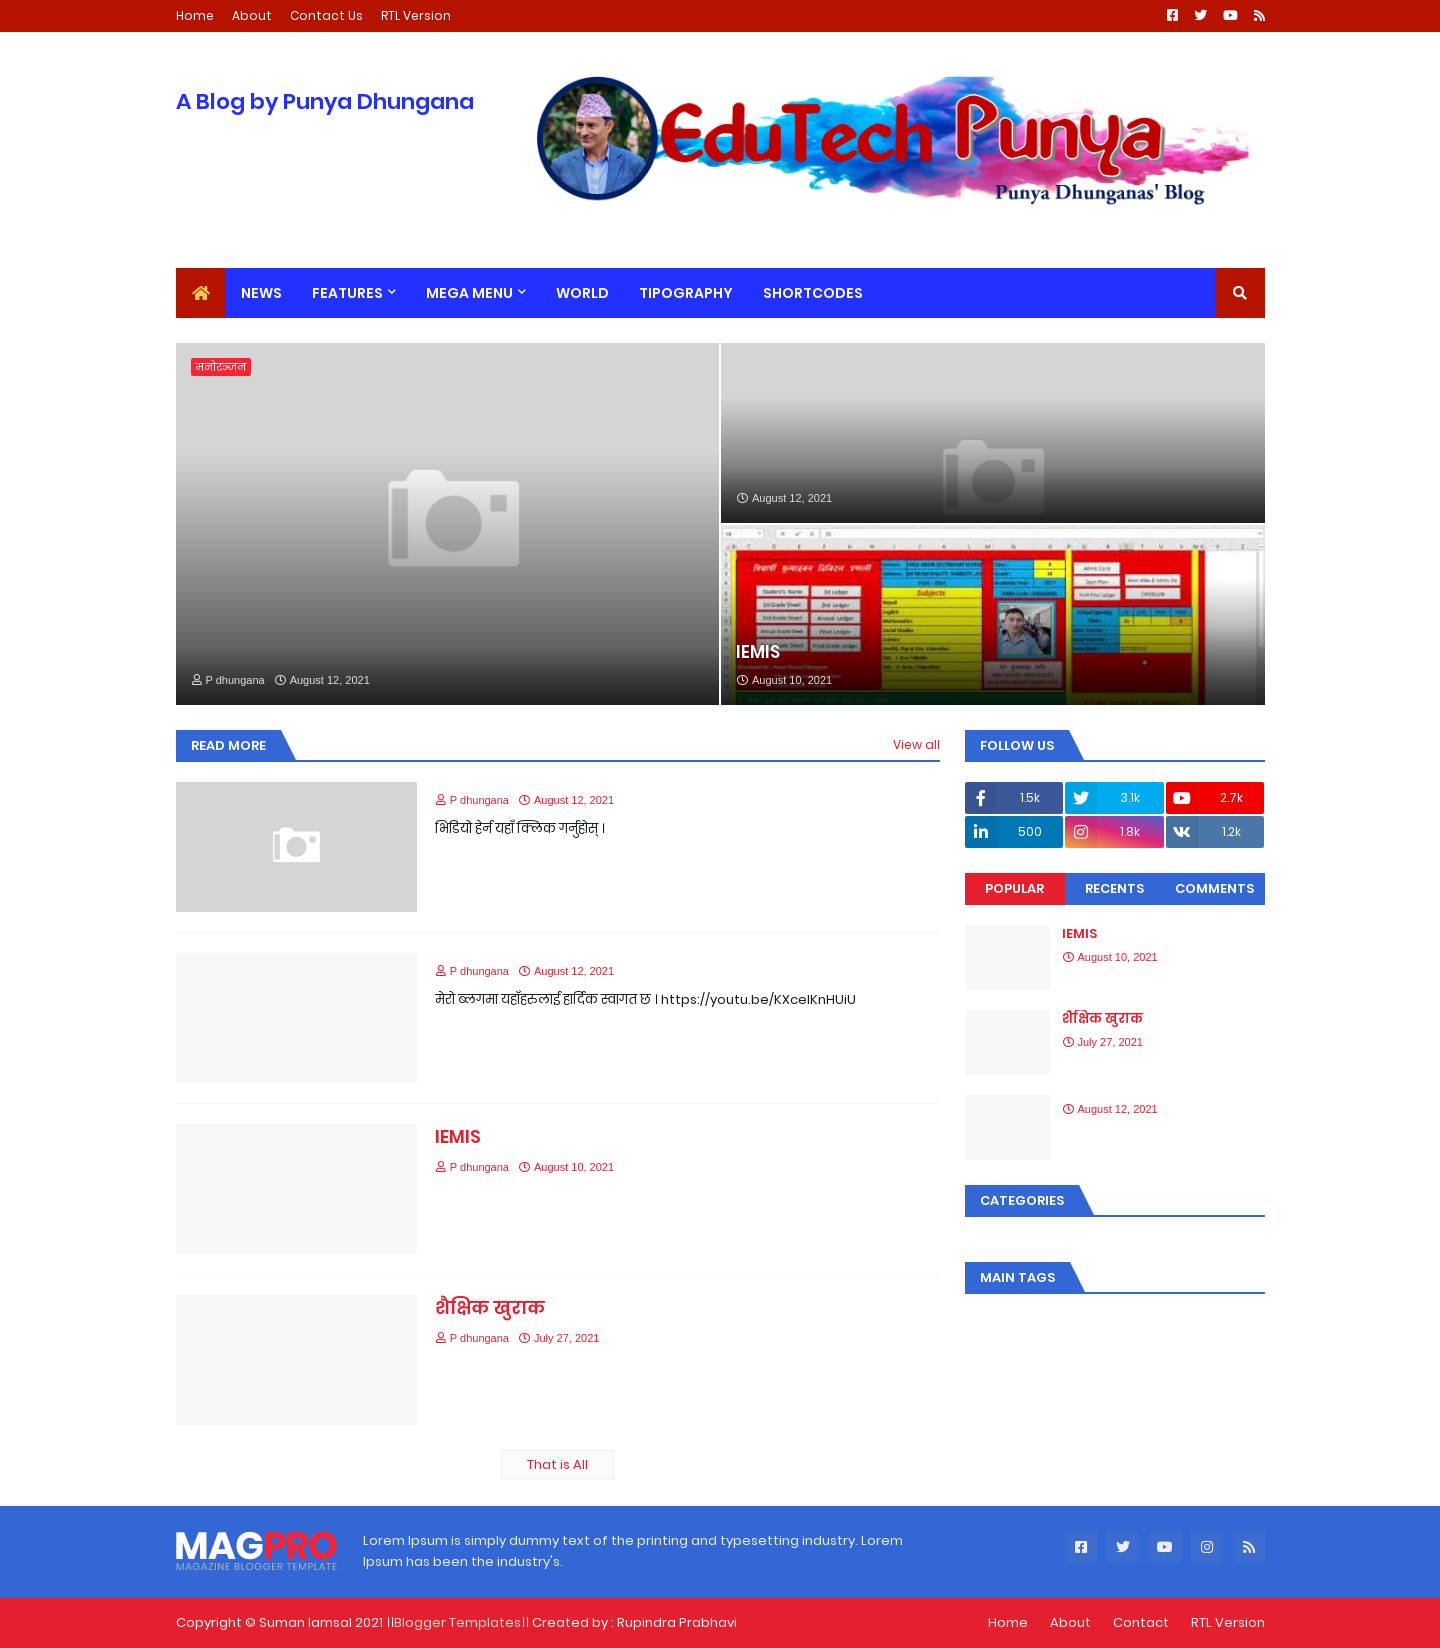 Home About Contact Us RTL Version
A Blog by Punya Dhungana
EduTech Punya
Punya Dhunganas' Blog
NEWS FEATURES MEGA MENU WORLD TIPOGRAPHY SHORTCODES
मनोरञ्जन
P dhungana August 12, 2021
August 12, 2021
IEMIS
August 10, 2021
READ MORE View all
P dhungana August 12, 2021
भिडियो हेर्न यहाँ क्लिक गर्नुहोस् ।
P dhungana August 12, 2021
मेरो ब्लगमा यहाँहरुलाई हार्दिक स्वागत छ । https://youtu.be/KXcelKnHUiU
IEMIS
P dhungana August 10, 2021
शैक्षिक खुराक
P dhungana July 27, 2021
That is All
FOLLOW US
1.5k 3.1k 2.7k
500 1.8k 1.2k
POPULAR RECENTS COMMENTS
IEMIS
August 10, 2021
शैक्षिक खुराक
July 27, 2021
August 12, 2021
CATEGORIES
MAIN TAGS
MAGPRO
MAGAZINE BLOGGER TEMPLATE
Lorem Ipsum is simply dummy text of the printing and typesetting industry. Lorem
Ipsum has been the industry's.
Copyright © Suman lamsal 2021 ||Blogger Templates|| Created by : Rupindra Prabhavi
Home About Contact RTL Version